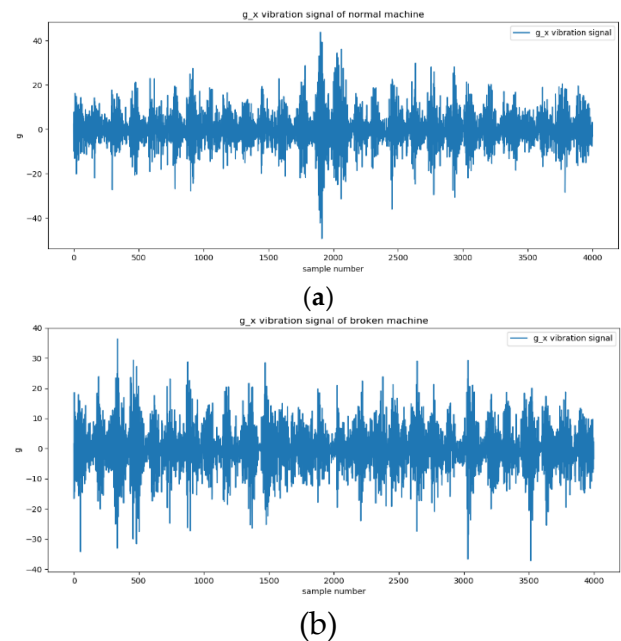 g_x vibration signal of normal machine
g_x vibration signal
40
20
0
−20
−40
g
0 500 1000 1500 2000 2500 3000 3500 4000
sample number
(a)
g_x vibration signal of broken machine
g_x vibration signal
40
30
20
10
0
−10
−20
−30
−40
g
0 500 1000 1500 2000 2500 3000 3500 4000
sample number
(b)